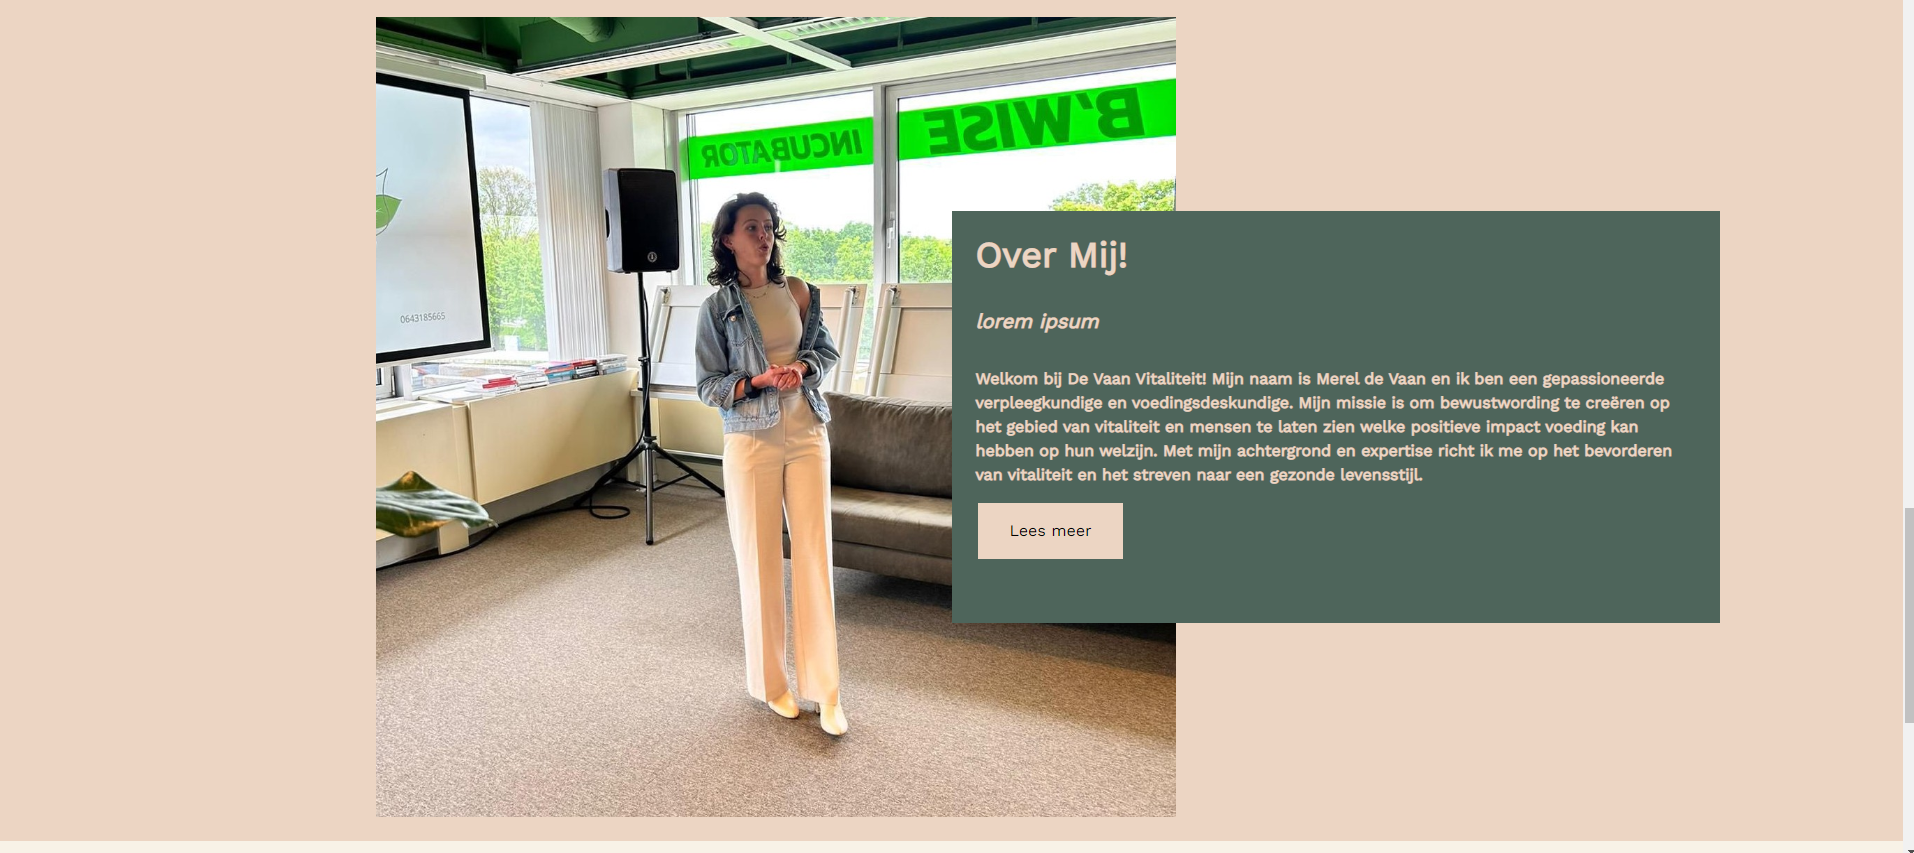 B'WISE
INCUBATOR
0643185665
Over Mij!
lorem ipsum
Welkom bij De Vaan Vitaliteit! Mijn naam is Merel de Vaan en ik ben een gepassioneerde
verpleegkundige en voedingsdeskundige. Mijn missie is om bewustwording te creëren op
het gebied van vitaliteit en mensen te laten zien welke positieve impact voeding kan
hebben op hun welzijn. Met mijn achtergrond en expertise richt ik me op het bevorderen
van vitaliteit en het streven naar een gezonde levensstijl.
Lees meer